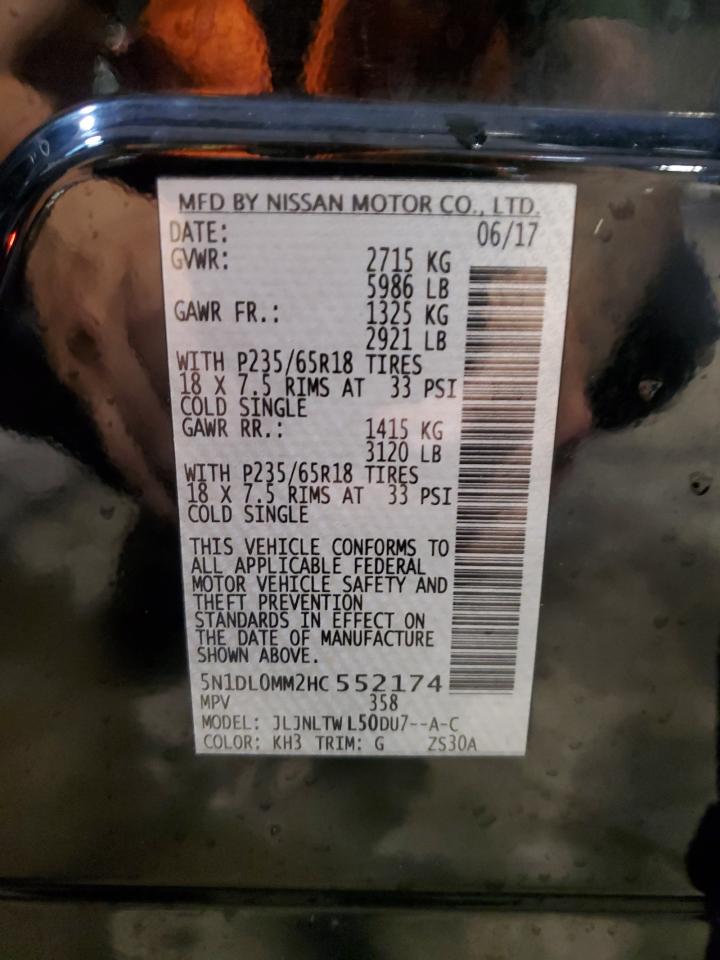 MFD BY NISSAN MOTOR CO., LTD.
DATE: 06/17
GVWR: 2715 KG
5986 LB
GAWR FR.: 1325 KG
2921 LB
WITH P235/65R18 TIRES
18 X 7.5 RIMS AT 33 PSI
COLD SINGLE
GAWR RR.: 1415 KG
3120 LB
WITH P235/65R18 TIRES
18 X 7.5 RIMS AT 33 PSI
COLD SINGLE
THIS VEHICLE CONFORMS TO
ALL APPLICABLE FEDERAL
MOTOR VEHICLE SAFETY AND
THEFT PREVENTION
STANDARDS IN EFFECT ON
THE DATE OF MANUFACTURE
SHOWN ABOVE.
5N1DL0MM2HC 552174
MPV 358
MODEL: JLJNLTW L50DU7--A-C
COLOR: KH3 TRIM: G ZS30A